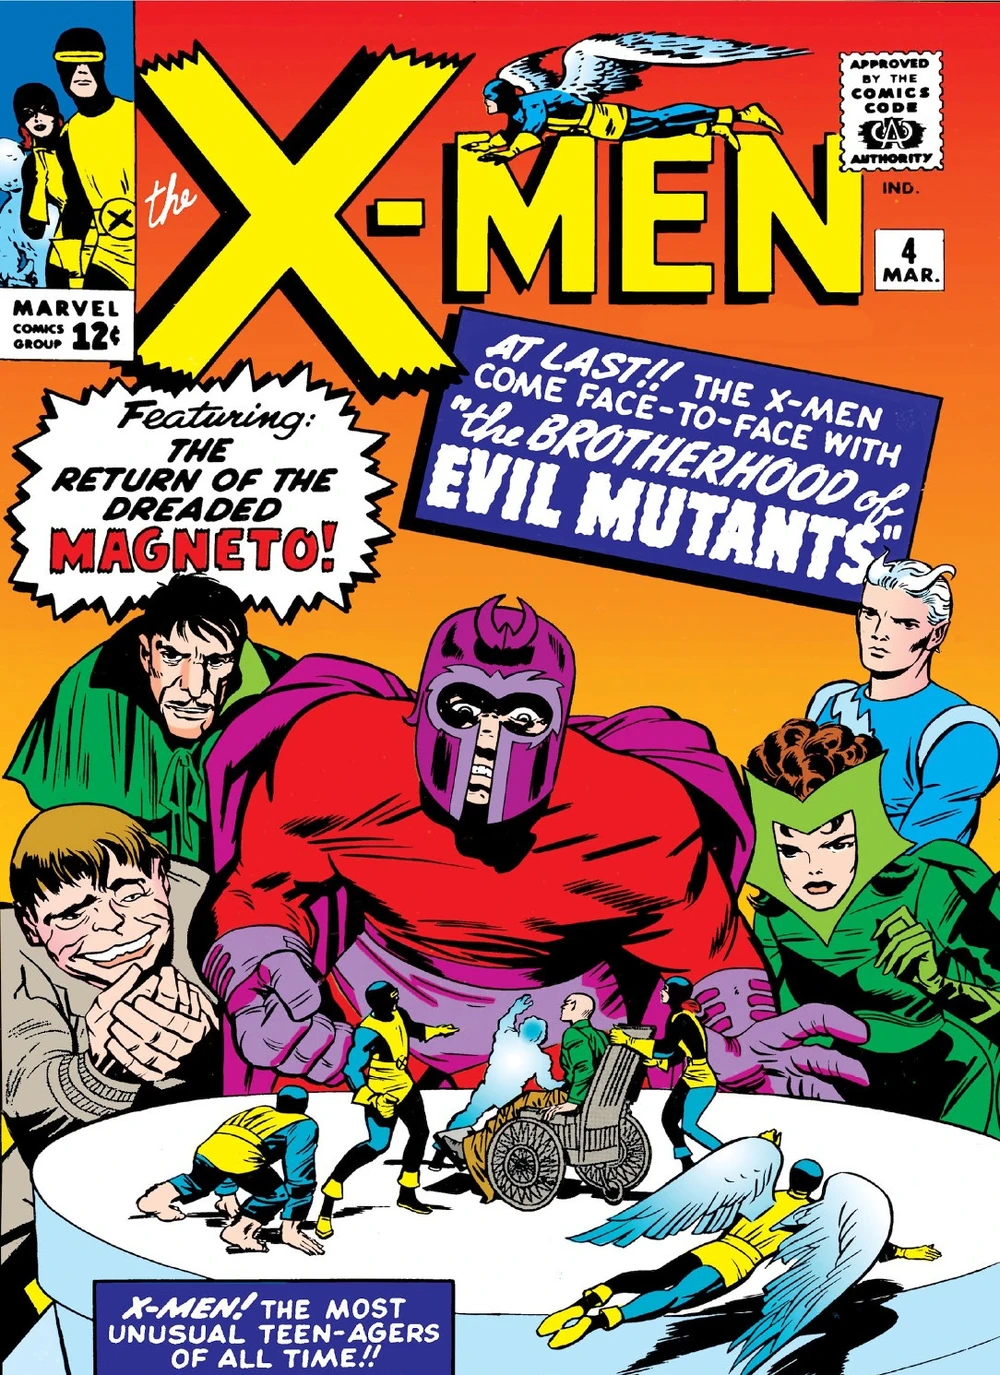 the X-MEN
APPROVED
BY THE
COMICS
CODE
CA
AUTHORITY
IND.
4
MAR.
X
MARVEL
COMICS
GROUP 12¢
AT LAST!! THE X-MEN
COME FACE-TO-FACE WITH
"the BROTHERHOOD of
EVIL MUTANTS"
Featuring:
THE
RETURN OF THE
DREADED
MAGNETO!
X-MEN! THE MOST
UNUSUAL TEEN-AGERS
OF ALL TIME!!